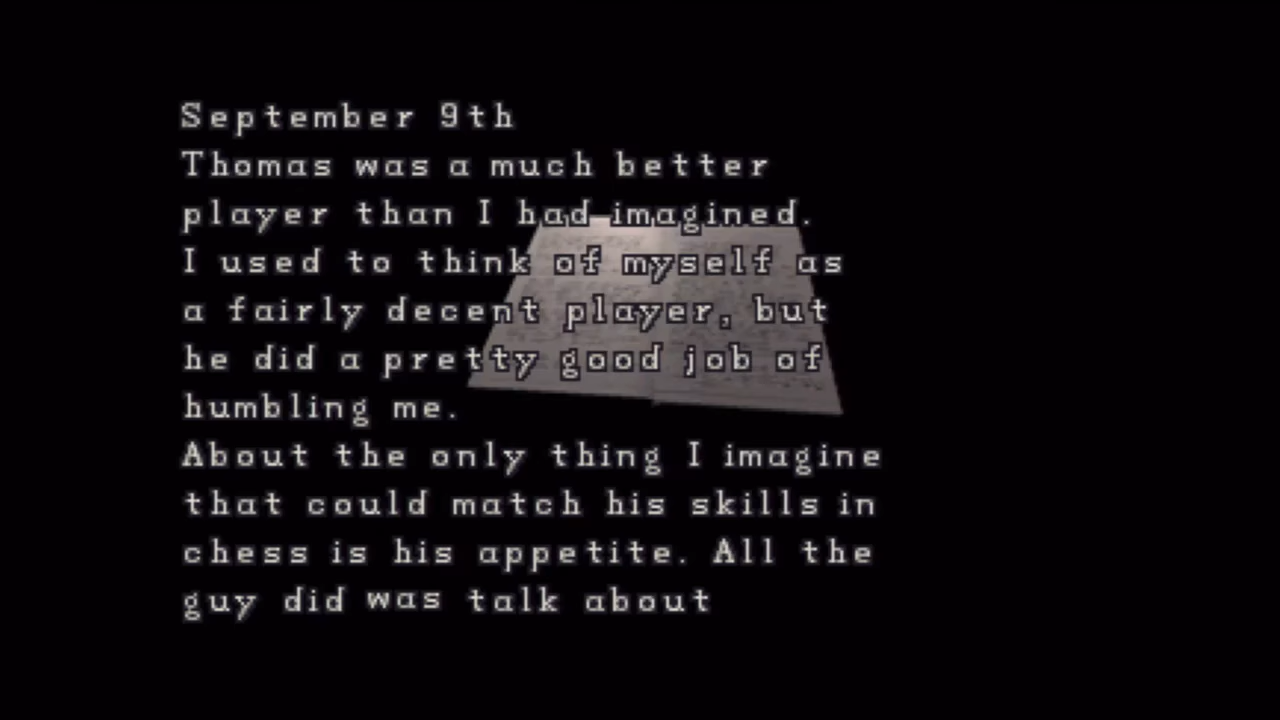 September 9th
Thomas was a much better
player than I had imagined.
I used to think of myself as
a fairly decent player, but
he did a pretty good job of
humbling me.
About the only thing I imagine
that could match his skills in
chess is his appetite. All the
guy did was talk about